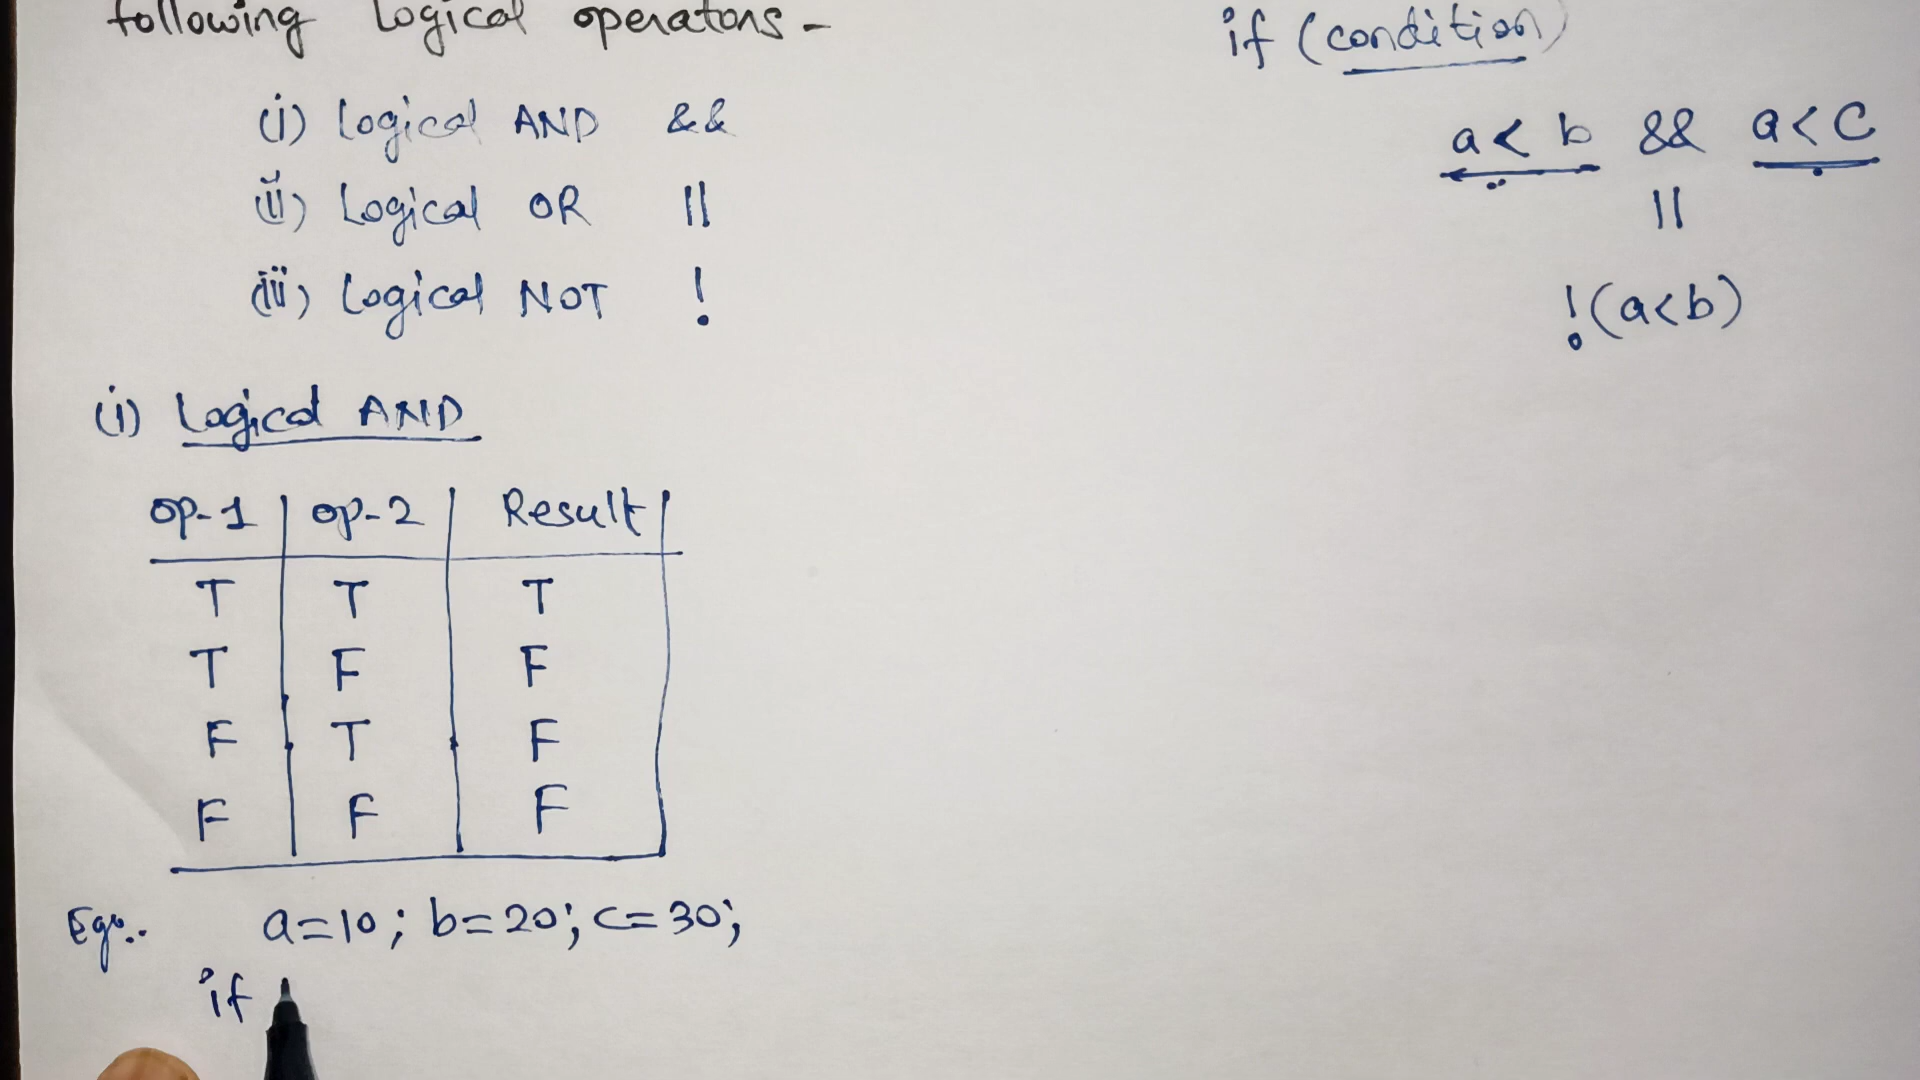 following Logical operators -
(i) Logical AND &&
(ii) Logical OR ||
(iii) Logical NOT !
(i) Logical AND
op-1 op-2 Result
T T T
T F F
F T F
F F F
Eg:- a=10; b=20; c=30;
if
if (condition)
a< b && a<c
||
!(a<b)